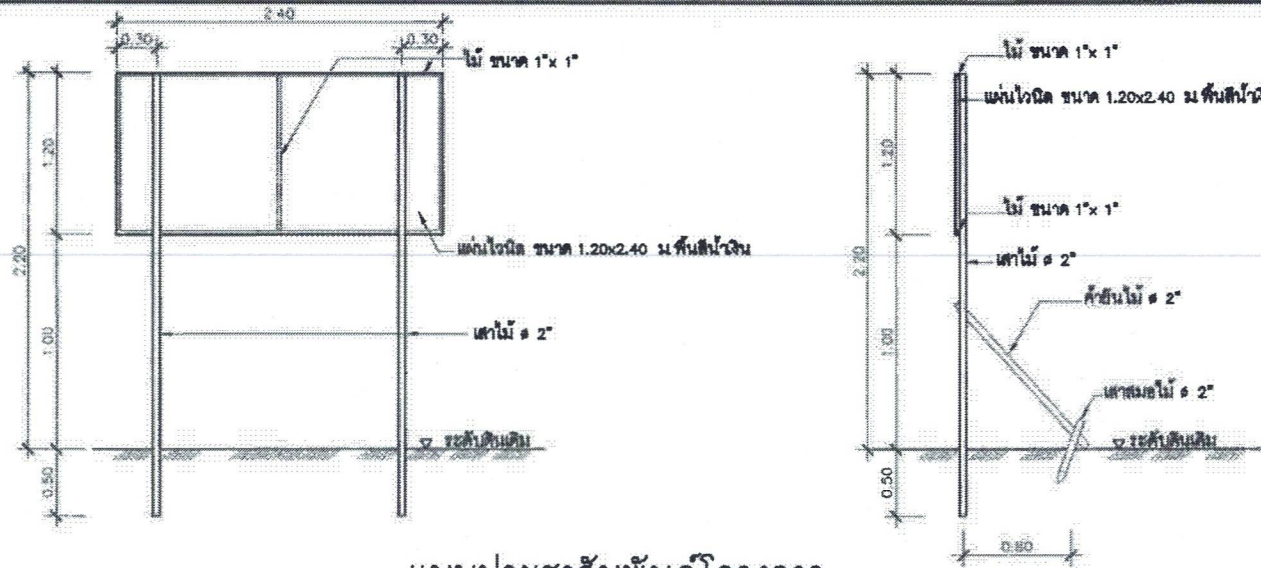 2.40
0.30
0.30
ไม้ ขนาด 1"x 1"
1.20
2.20
แผ่นไวนิล ขนาด 1.20x2.40 ม.พื้นสีน้ำเงิน
1.00
เสาไม้ ø 2"
ระดับดินเดิม
0.50
ไม้ ขนาด 1"x 1"
แผ่นไวนิล ขนาด 1.20x2.40 ม.พื้นสีน้ำเงิ
1.20
ไม้ ขนาด 1"x 1"
2.20
เสาไม้ ø 2"
ค้ำยันไม้ ø 2"
1.00
เสาสมอไม้ ø 2"
ระดับดินเดิม
0.50
0.80